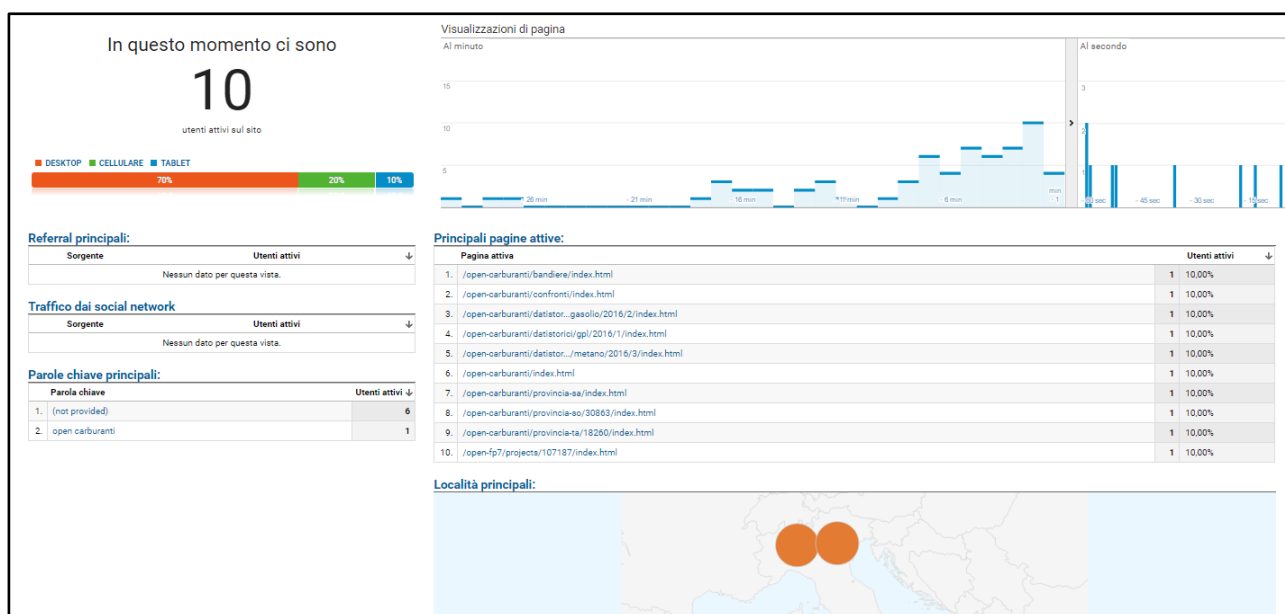 In questo momento ci sono
10
utenti attivi sul sito
DESKTOP CELLULARE TABLET
70% 20% 10%
Visualizzazioni di pagina
Al minuto
15
10
5
- 26 min - 21 min - 16 min - 11 min - 6 min min - 1
Al secondo
3
2
1
- 60 sec - 45 sec - 30 sec - 15 sec
Referral principali:
Sorgente Utenti attivi
Nessun dato per questa vista.
Traffico dai social network
Sorgente Utenti attivi
Nessun dato per questa vista.
Parole chiave principali:
Parola chiave Utenti attivi
1. (not provided) 6
2. open carburanti 1
Principali pagine attive:
Pagina attiva Utenti attivi
1. /open-carburanti/bandiere/index.html 1 10,00%
2. /open-carburanti/confronti/index.html 1 10,00%
3. /open-carburanti/datistor...gasolio/2016/2/index.html 1 10,00%
4. /open-carburanti/datistorici/gpl/2016/1/index.html 1 10,00%
5. /open-carburanti/datistor.../metano/2016/3/index.html 1 10,00%
6. /open-carburanti/index.html 1 10,00%
7. /open-carburanti/provincia-sa/index.html 1 10,00%
8. /open-carburanti/provincia-so/30863/index.html 1 10,00%
9. /open-carburanti/provincia-ta/18260/index.html 1 10,00%
10. /open-fp7/projects/107187/index.html 1 10,00%
Località principali: